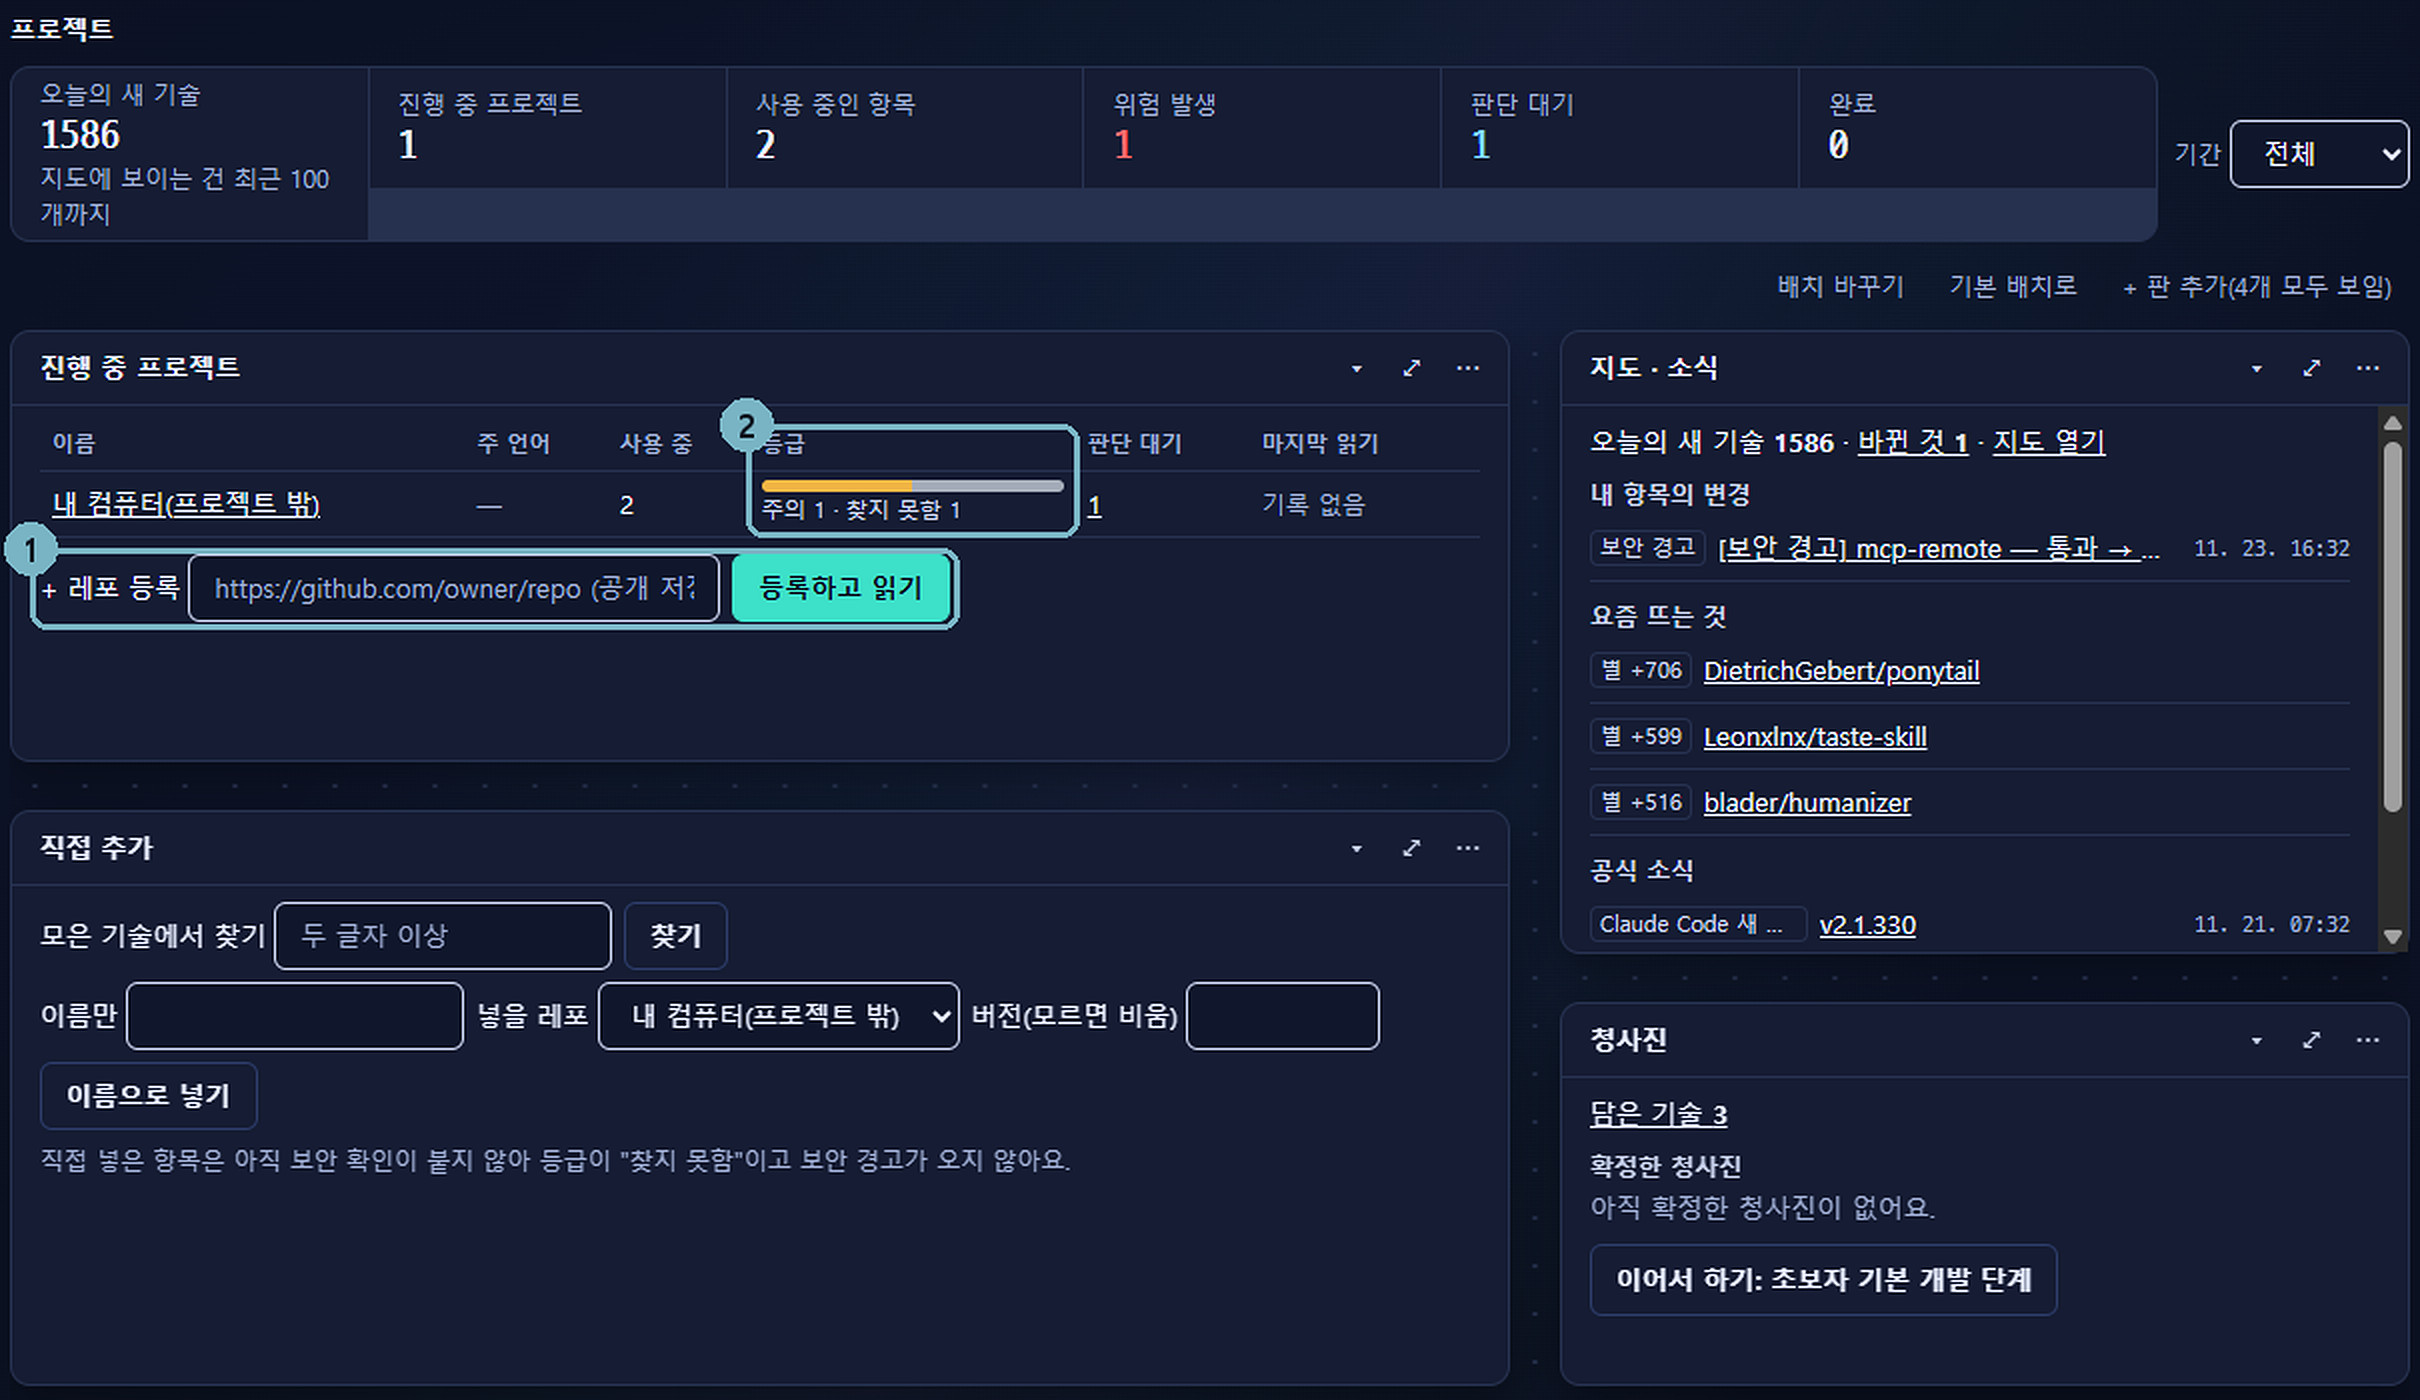 프로젝트
오늘의 새 기술
1586
지도에 보이는 건 최근 100
개까지
진행 중 프로젝트
1
사용 중인 항목
2
위험 발생
1
판단 대기
1
완료
0
기간
전체
배치 바꾸기
기본 배치로
+ 판 추가(4개 모두 보임)
진행 중 프로젝트
이름
주 언어
사용 중
2
등급
판단 대기
마지막 읽기
내 컴퓨터(프로젝트 밖)
—
2
주의 1 · 찾지 못함 1
1
기록 없음
1
+ 레포 등록
https://github.com/owner/repo (공개 저
등록하고 읽기
직접 추가
모은 기술에서 찾기
두 글자 이상
찾기
이름만
넣을 레포
내 컴퓨터(프로젝트 밖)
버전(모르면 비움)
이름으로 넣기
직접 넣은 항목은 아직 보안 확인이 붙지 않아 등급이 "찾지 못함"이고 보안 경고가 오지 않아요.
지도 · 소식
오늘의 새 기술 1586 · 바뀐 것 1 · 지도 열기
내 항목의 변경
보안 경고
[보안 경고] mcp-remote — 통과 → ...
11. 23. 16:32
요즘 뜨는 것
별 +706
DietrichGebert/ponytail
별 +599
Leonxlnx/taste-skill
별 +516
blader/humanizer
공식 소식
Claude Code 새 ...
v2.1.330
11. 21. 07:32
청사진
담은 기술 3
확정한 청사진
아직 확정한 청사진이 없어요.
이어서 하기: 초보자 기본 개발 단계